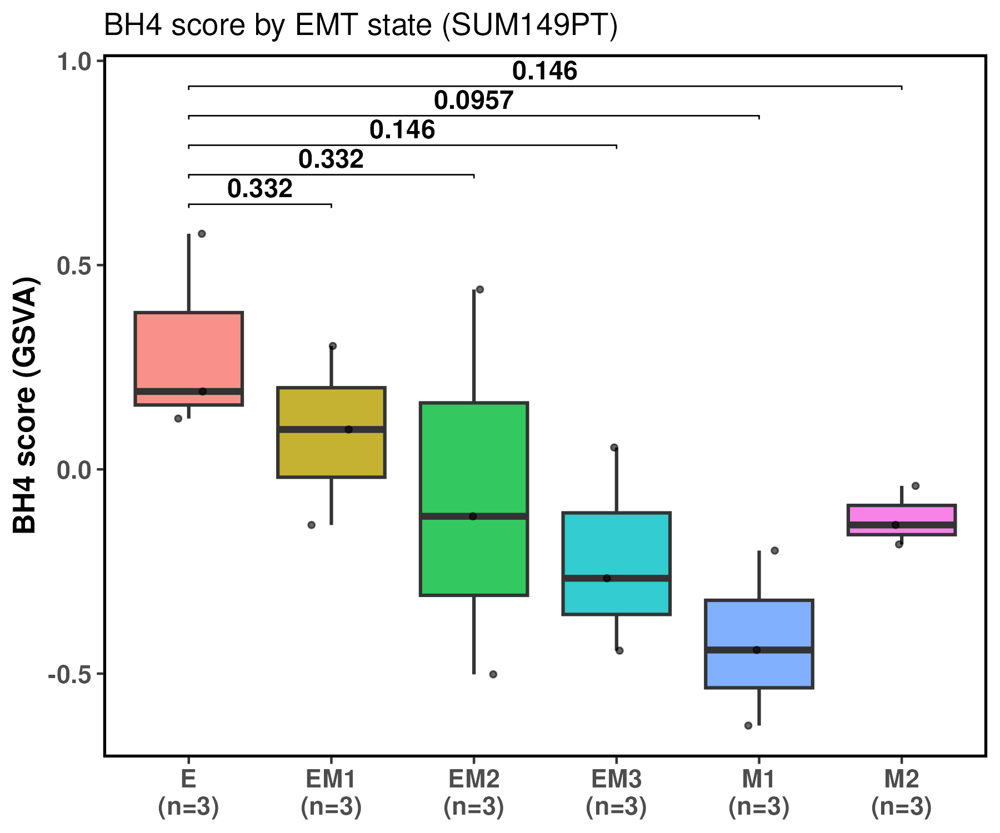 BH4 score by EMT state (SUM149PT)
1.0
0.5
0.0
-0.5
BH4 score (GSVA)
0.146
0.0957
0.146
0.332
0.332
E EM1 EM2 EM3 M1 M2
(n=3) (n=3) (n=3) (n=3) (n=3) (n=3)